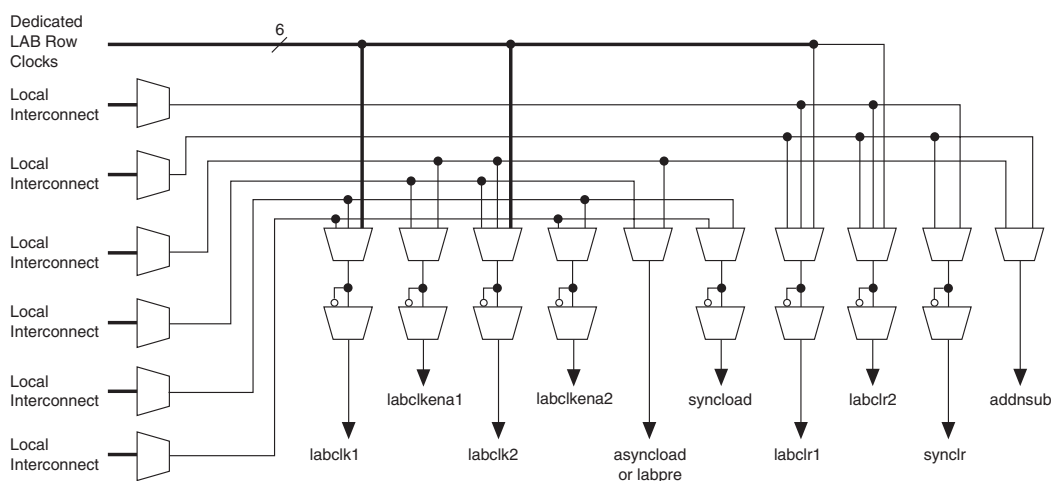 Dedicated
LAB Row
Clocks
6
Local
Interconnect
Local
Interconnect
Local
Interconnect
Local
Interconnect
Local
Interconnect
Local
Interconnect
labclkena1
labclkena2
syncload
labclr2
addnsub
labclk1
labclk2
asyncload
or labpre
labclr1
synclr